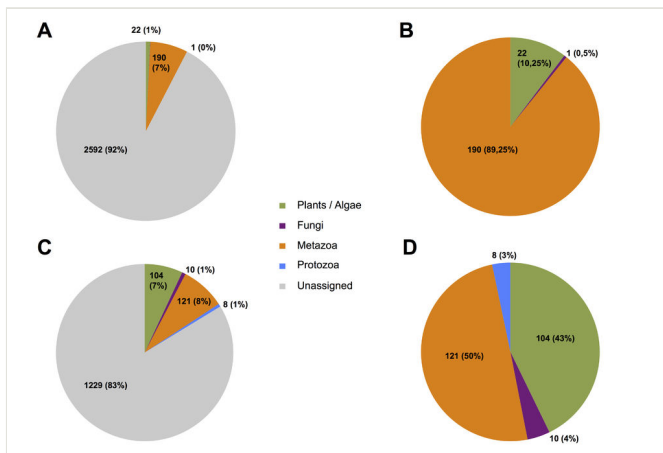 A
22 (1%)
1 (0%)
190
(7%)
2592 (92%)
B
22
(10,25%)
1 (0,5%)
190 (89,25%)
Plants / Algae
Fungi
Metazoa
Protozoa
Unassigned
C
104
(7%)
10 (1%)
121 (8%)
8 (1%)
1229 (83%)
D
8 (3%)
104 (43%)
121 (50%)
10 (4%)